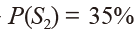 P(S₂) = 35%